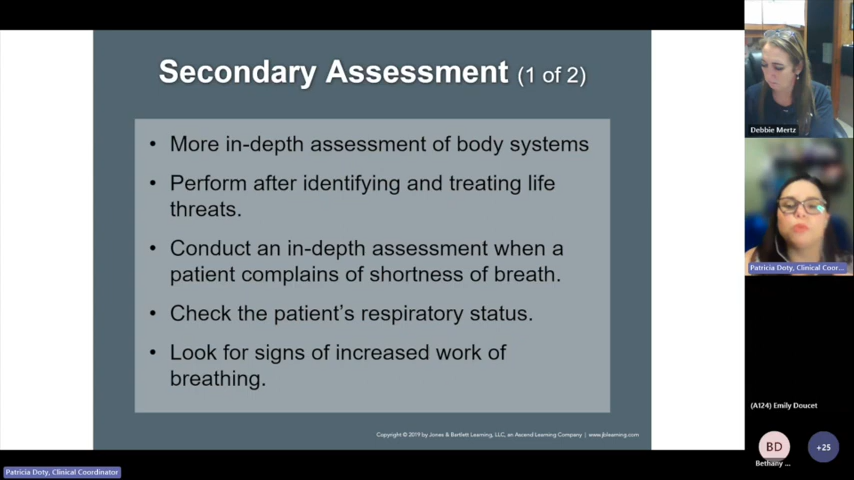 Secondary Assessment (1 of 2)
• More in-depth assessment of body systems
• Perform after identifying and treating life
threats.
• Conduct an in-depth assessment when a
patient complains of shortness of breath.
• Check the patient's respiratory status.
• Look for signs of increased work of
breathing.
Copyright © 2019 by Jones & Bartlett Learning, LLC, an Ascend Learning Company | www.jblearning.com
Debbie Mertz
Patricia Doty, Clinical Coor...
(A124) Emily Doucet
BD
+25
Bethany ...
Patricia Doty, Clinical Coordinator